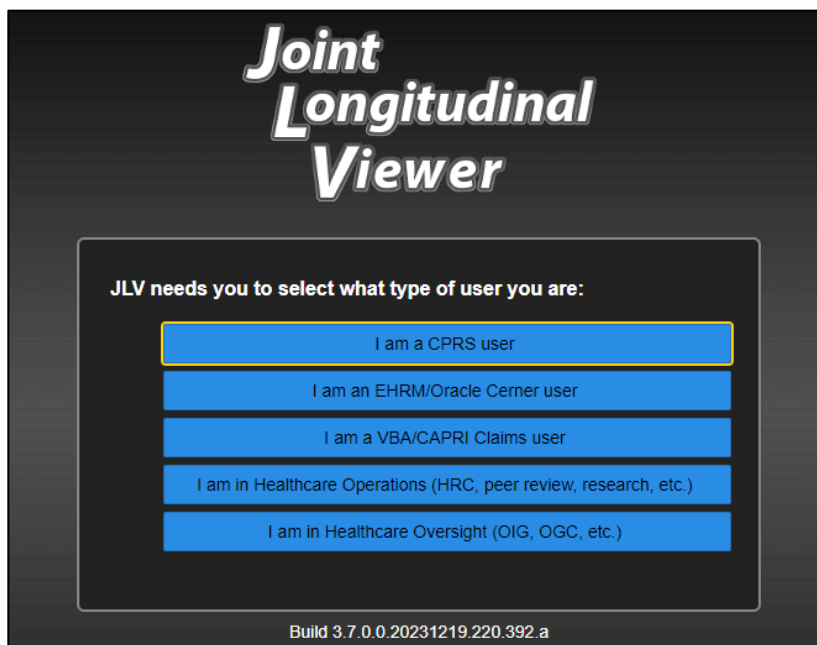 Joint
Longitudinal
Viewer
JLV needs you to select what type of user you are:
I am a CPRS user
I am an EHRM/Oracle Cerner user
I am a VBA/CAPRI Claims user
I am in Healthcare Operations (HRC, peer review, research, etc.)
I am in Healthcare Oversight (OIG, OGC, etc.)
Build 3.7.0.0.20231219.220.392.a